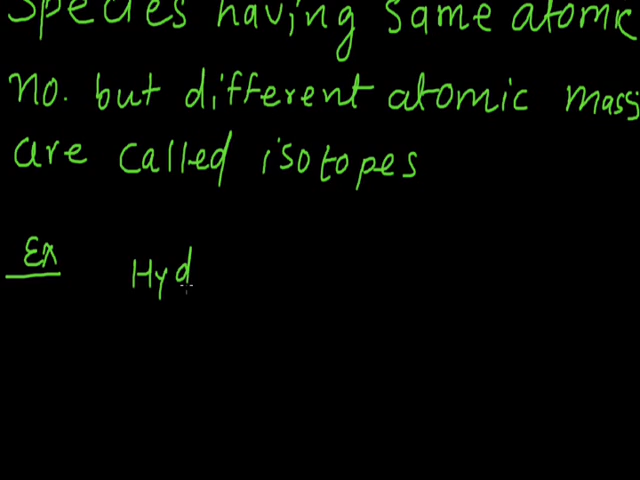 Species having same atomic
no. but different atomic mass
are called isotopes
Ex Hyd